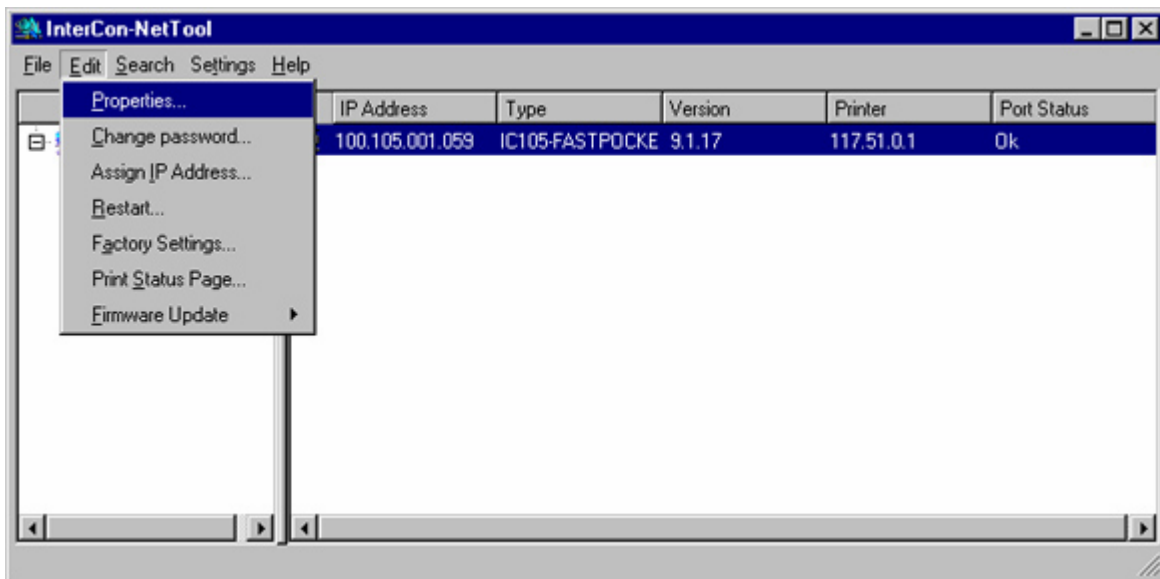 InterCon-NetTool
File Edit Search Settings Help
Properties...
IP Address Type Version Printer Port Status
Change password...
100.105.001.059 IC105-FASTPOCKE 9.1.17 117.51.0.1 Ok
Assign IP Address...
Restart...
Factory Settings...
Print Status Page...
Firmware Update